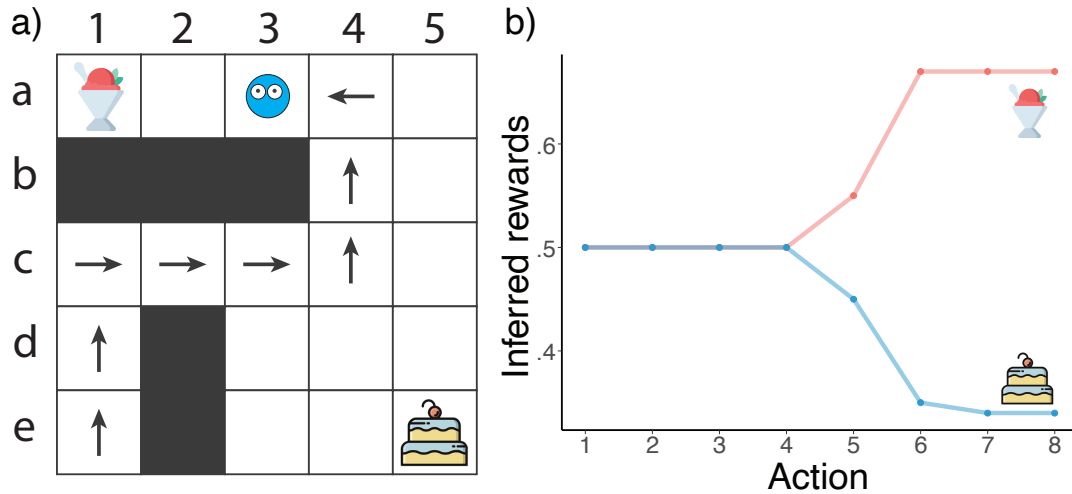 a)
1 2 3 4 5
a
b
c
d
e
b)
Inferred rewards
.6
.5
.4
1 2 3 4 5 6 7 8
Action